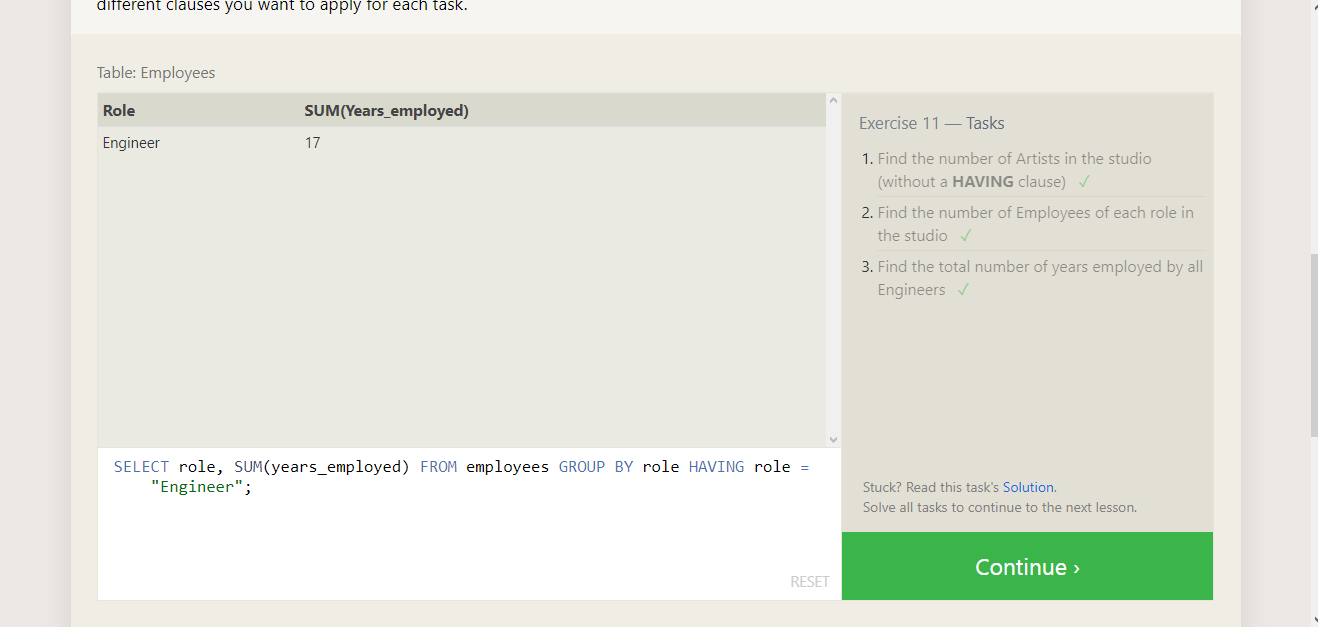 different clauses you want to apply for each task.
Table: Employees
Role SUM(Years_employed)
Engineer 17
SELECT role, SUM(years_employed) FROM employees GROUP BY role HAVING role =
"Engineer";
RESET
Exercise 11 — Tasks
1. Find the number of Artists in the studio
(without a HAVING clause) ✓
2. Find the number of Employees of each role in
the studio ✓
3. Find the total number of years employed by all
Engineers ✓
Stuck? Read this task's Solution.
Solve all tasks to continue to the next lesson.
Continue ›